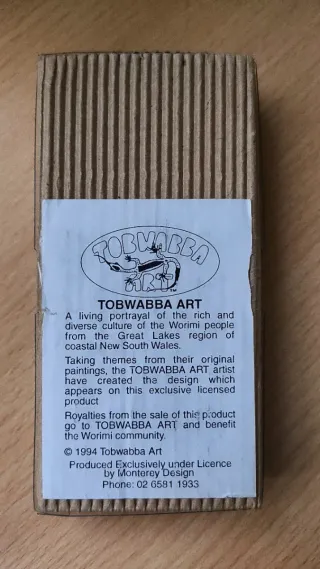 TOBWABBA
ART
TOBWABBA ART
A living portrayal of the rich and
diverse culture of the Worimi people
from the Great Lakes region of
coastal New South Wales.
Taking themes from their original
paintings, the TOBWABBA ART artist
have created the design which
appears on this exclusive licensed
product
Royalties from the sale of this product
go to TOBWABBA ART and benefit
the Worimi community.
© 1994 Tobwabba Art
Produced Exclusively under Licence
by Monterey Design
Phone: 02 6581 1933